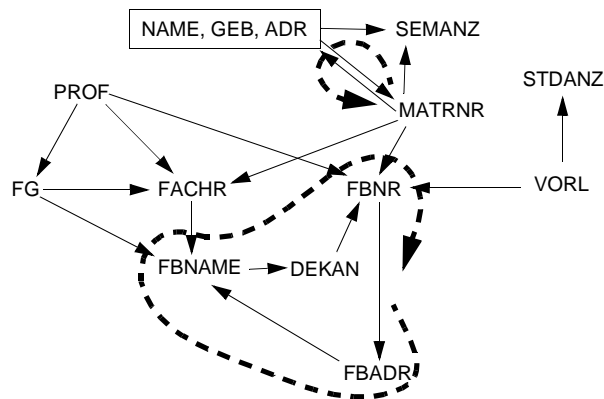 NAME, GEB, ADR
SEMANZ
STDANZ
PROF
MATRNR
FG
FACHR
FBNR
VORL
FBNAME
DEKAN
FBADR